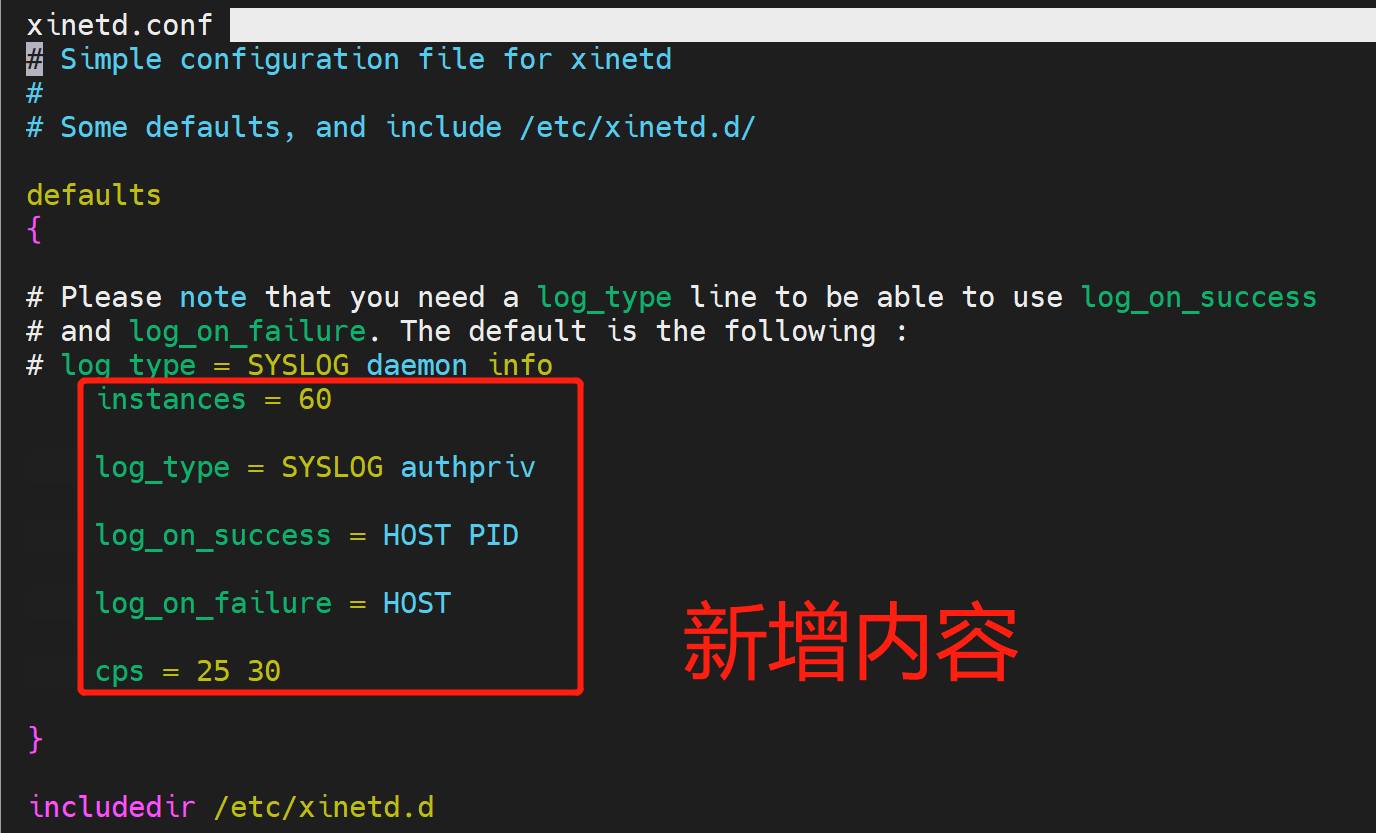 xinetd.conf
# Simple configuration file for xinetd
#
# Some defaults, and include /etc/xinetd.d/
defaults
{
# Please note that you need a log_type line to be able to use log_on_success
# and log_on_failure. The default is the following :
# log_type = SYSLOG daemon info
instances = 60
log_type = SYSLOG authpriv
log_on_success = HOST PID
log_on_failure = HOST
新增内容
cps = 25 30
}
includedir /etc/xinetd.d